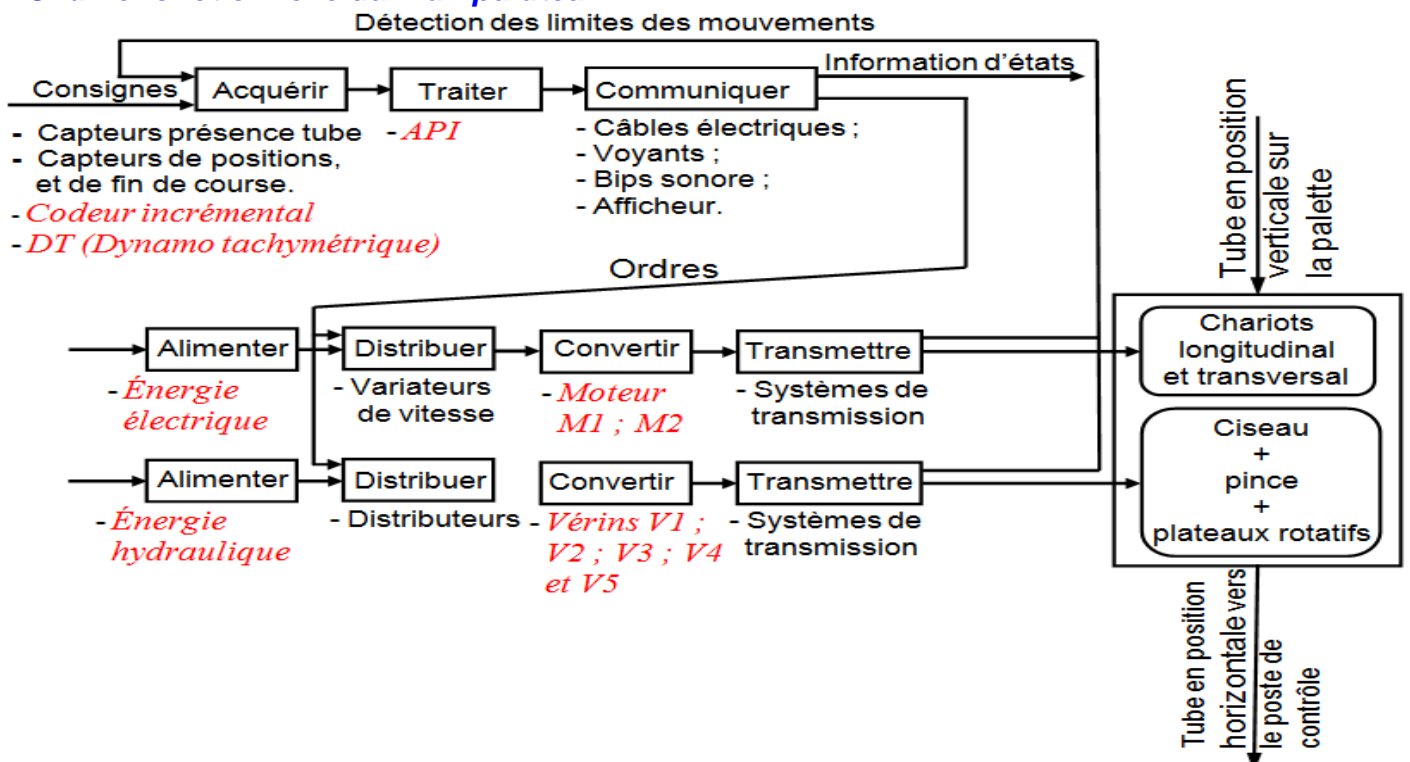 Détection des limites des mouvements
Consignes
Acquérir
Traiter
Communiquer
Information d'états
- Capteurs présence tube
- Capteurs de positions,
et de fin de course.
- Codeur incrémental
- DT (Dynamo tachymétrique)
- API
- Câbles électriques ;
- Voyants ;
- Bips sonore ;
- Afficheur.
Ordres
Tube en position
verticale sur
la palette
Alimenter
Distribuer
Convertir
Transmettre
- Énergie
électrique
- Variateurs
de vitesse
- Moteur
M1 ; M2
- Systèmes de
transmission
Chariots
longitudinal
et transversal
Alimenter
Distribuer
Convertir
Transmettre
- Énergie
hydraulique
- Distributeurs
- Vérins V1 ;
V2 ; V3 ; V4
et V5
- Systèmes de
transmission
Ciseau
+
pince
+
plateaux rotatifs
Tube en position
horizontale vers
le poste de
contrôle